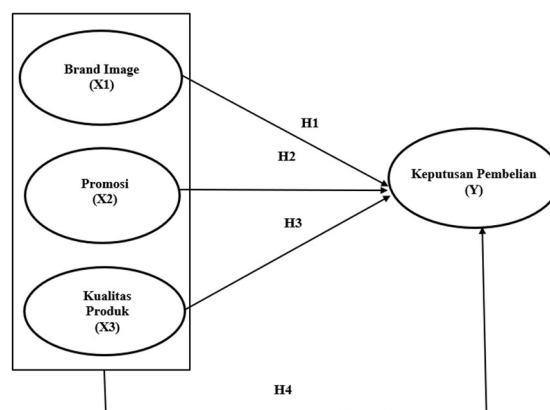 Brand Image
(X1)
H1
H2
Promosi
(X2)
Keputusan Pembelian
(Y)
H3
Kualitas
Produk
(X3)
H4